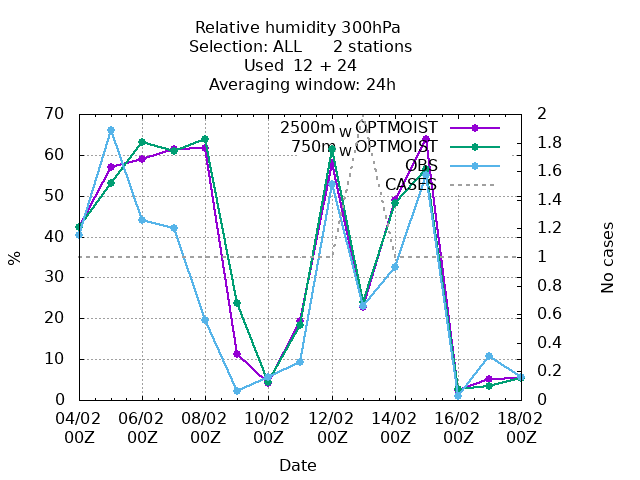 Relative humidity 300hPa
Selection: ALL      2 stations
Used  12 + 24
Averaging window: 24h
70
60
50
40
30
20
10
0
%
2500m W OPTMOIST
750m W OPTMOIST
OBS
CASES
2
1.8
1.6
1.4
1.2
1
0.8
0.6
0.4
0.2
0
No cases
04/02 06/02 08/02 10/02 12/02 14/02 16/02 18/02
00Z 00Z 00Z 00Z 00Z 00Z 00Z 00Z
Date